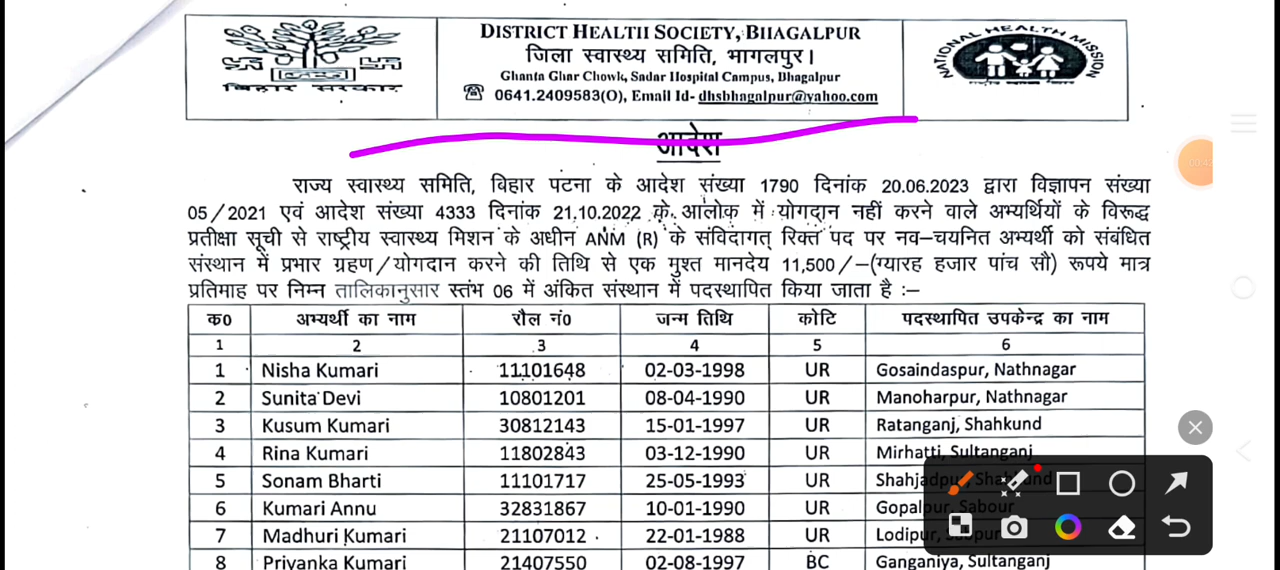 DISTRICT HEALTH SOCIETY, BHAGALPUR
जिला स्वास्थ्य समिति, भागलपुर।
Ghanta Ghar Chowk, Sadar Hospital Campus, Bhagalpur
0641.2409583(O), Email Id- dhsbhagalpur@yahoo.com
बिहार सरकार
NATIONAL HEALTH MISSION
आदेश
राज्य स्वास्थ्य समिति, बिहार पटना के आदेश संख्या 1790 दिनांक 20.06.2023 द्वारा विज्ञापन संख्या
05/2021 एवं आदेश संख्या 4333 दिनांक 21.10.2022 के आलोक में योगदान नहीं करने वाले अभ्यर्थियों के विरूद्ध
प्रतीक्षा सूची से राष्ट्रीय स्वास्थ्य मिशन के अधीन ANM (R) के संविदागत् रिक्त पद पर नव–चयनित अभ्यर्थी को संबंधित
संस्थान में प्रभार ग्रहण/योगदान करने की तिथि से एक मुश्त मानदेय 11,500/–(ग्यारह हजार पांच सौ) रूपये मात्र
प्रतिमाह पर निम्न तालिकानुसार स्तंभ 06 में अंकित संस्थान में पदस्थापित किया जाता है :–
क0 अभ्यर्थी का नाम रौल नं0 जन्म तिथि कोटि पदस्थापित उपकेन्द्र का नाम
1 2 3 4 5 6
1 Nisha Kumari 11101648 02-03-1998 UR Gosaindaspur, Nathnagar
2 Sunita Devi 10801201 08-04-1990 UR Manoharpur, Nathnagar
3 Kusum Kumari 30812143 15-01-1997 UR Ratanganj, Shahkund
4 Rina Kumari 11802843 03-12-1990 UR Mirhatti, Sultanganj
5 Sonam Bharti 11101717 25-05-1993 UR Shahjadpur, Shahkund
6 Kumari Annu 32831867 10-01-1990 UR Gopalpur, Sabour
7 Madhuri Kumari 21107012 22-01-1988 UR Lodipur,
8 Priyanka Kumari 21407550 02-08-1997 BC Ganganiya, Sultanganj